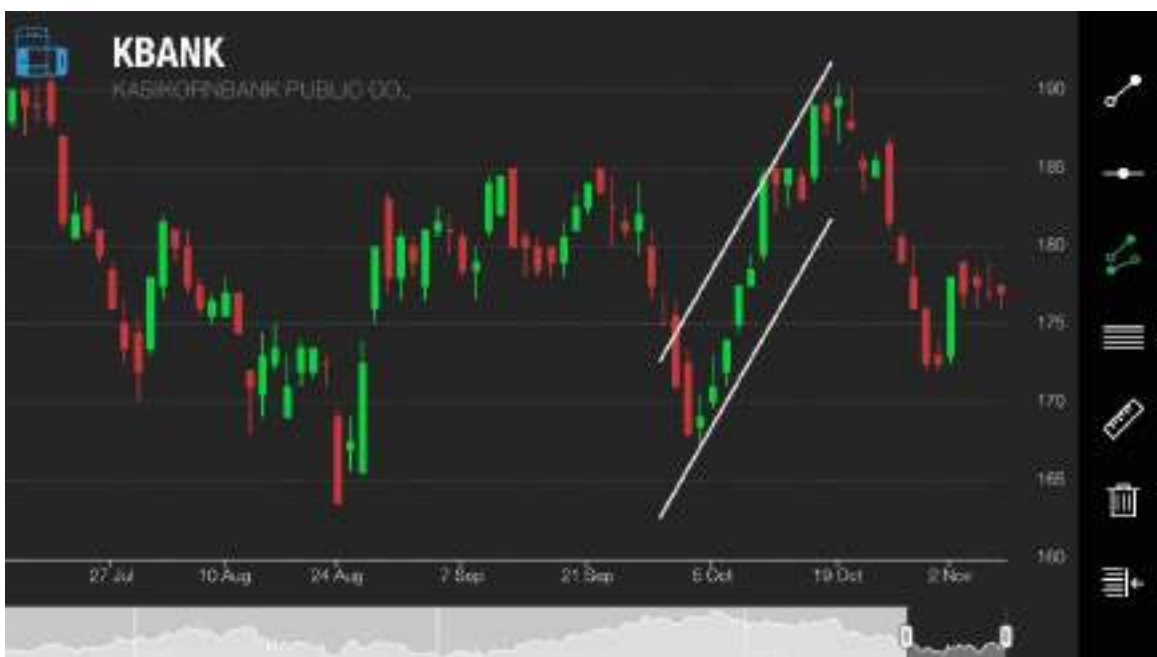 KBANK
KASIKORNBANK PUBLIC CO.,
190
185
180
175
170
165
160
27 Jul 10 Aug 24 Aug 7 Sep 21 Sep 5 Oct 19 Oct 2 Nov